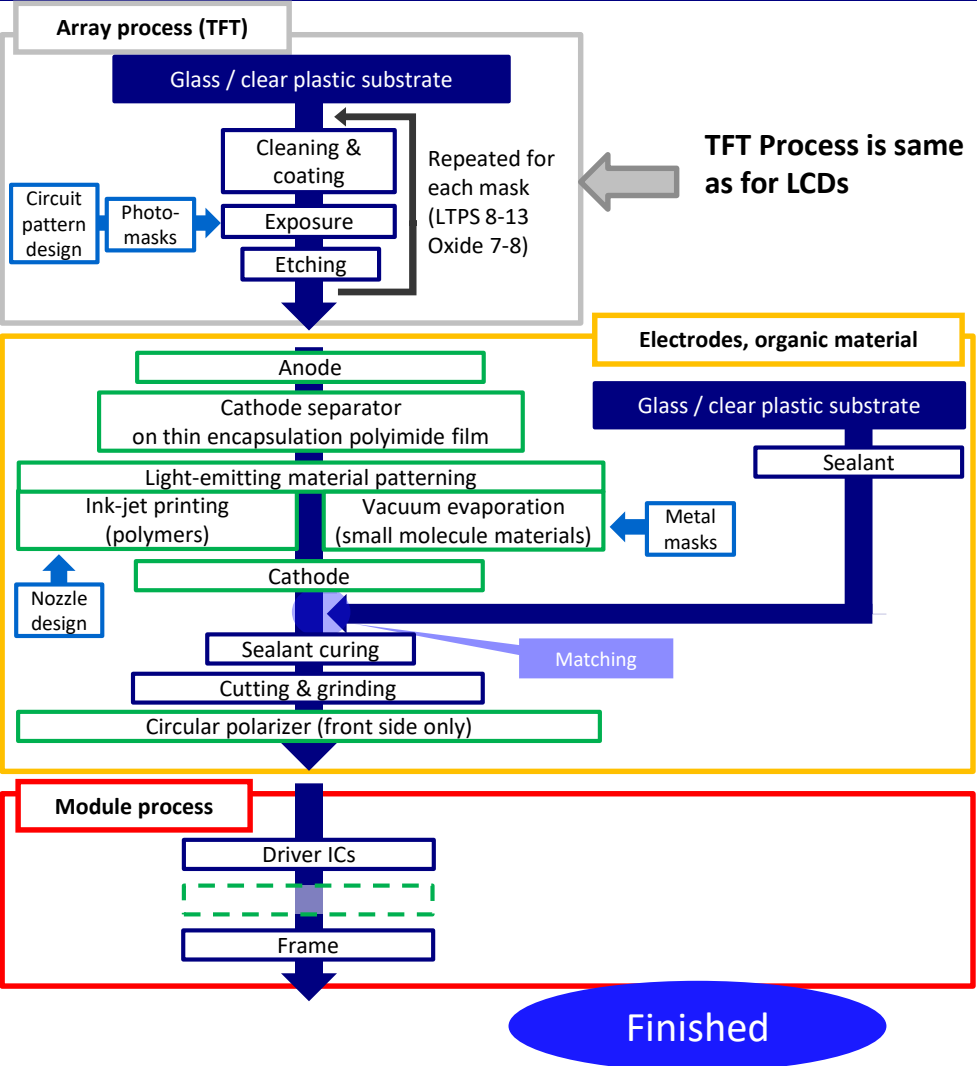 Array process (TFT)
Glass / clear plastic substrate
Cleaning &
coating
Repeated for
each mask
(LTPS 8-13
Oxide 7-8)
TFT Process is same
as for LCDs
Circuit
pattern
design
Photo-
masks
Exposure
Etching
Electrodes, organic material
Anode
Cathode separator
on thin encapsulation polyimide film
Glass / clear plastic substrate
Sealant
Light-emitting material patterning
Ink-jet printing
(polymers)
Vacuum evaporation
(small molecule materials)
Metal
masks
Cathode
Nozzle
design
Sealant curing
Matching
Cutting & grinding
Circular polarizer (front side only)
Module process
Driver ICs
Frame
Finished